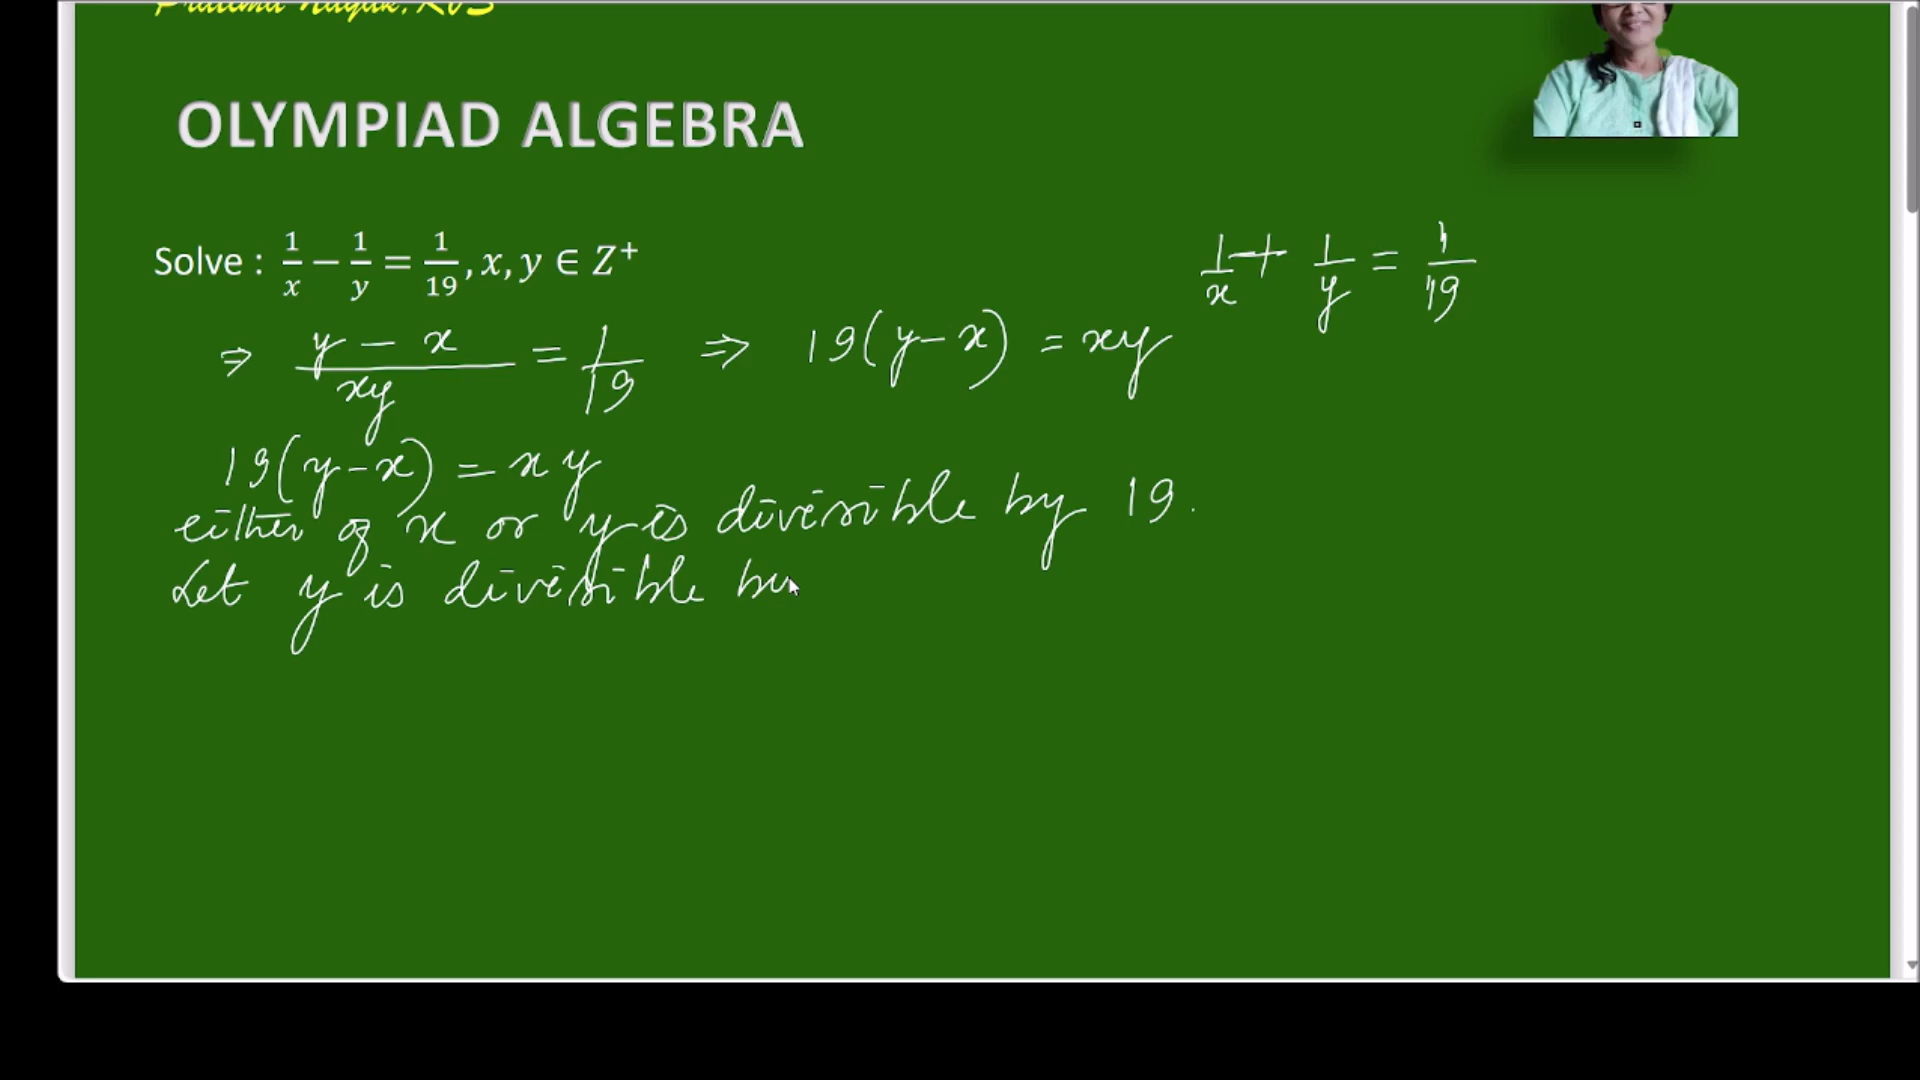 OLYMPIAD ALGEBRA
Solve : 1/x − 1/y = 1/19, x, y ∈ Z⁺
1/x + 1/y = 1/19
⇒ (y − x)/xy = 1/19 ⇒ 19(y−x) = xy
19(y−x) = xy
either of x or y is divisible by 19.
Let y is divisible